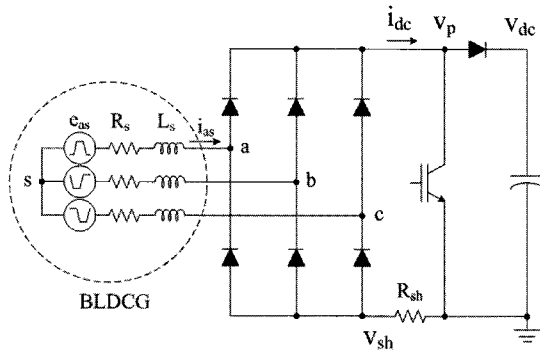 i_dc
v_p
v_dc
e_as
R_s
L_s
i_as
a
s
b
c
BLDCG
R_sh
v_sh